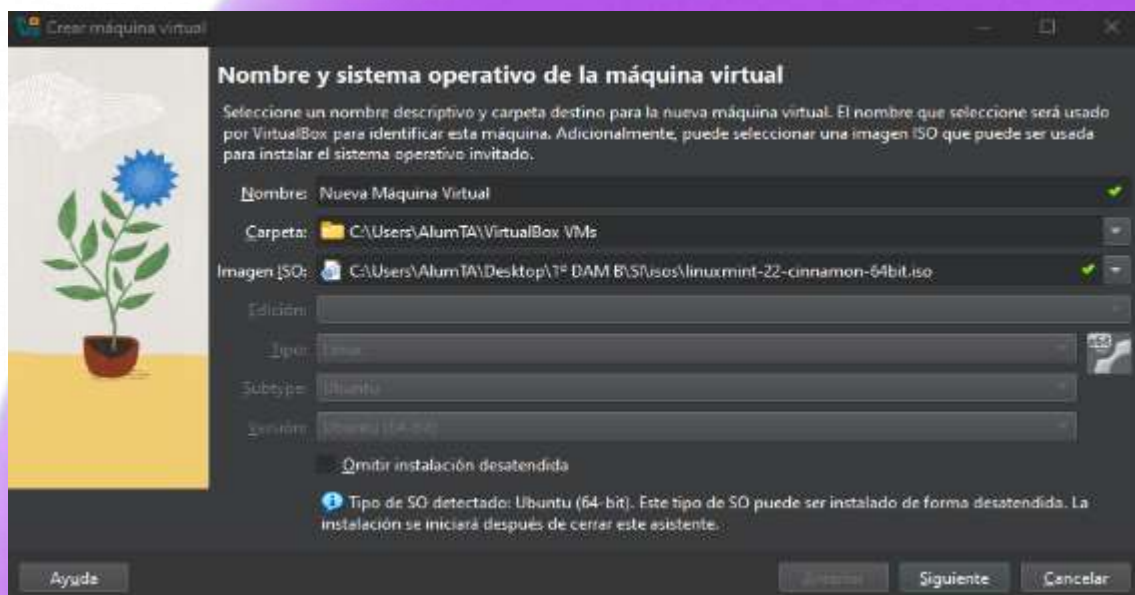 Crear máquina virtual
Nombre y sistema operativo de la máquina virtual
Seleccione un nombre descriptivo y carpeta destino para la nueva máquina virtual. El nombre que seleccione será usado
por VirtualBox para identificar esta máquina. Adicionalmente, puede seleccionar una imagen ISO que puede ser usada
para instalar el sistema operativo invitado.
Nombre: Nueva Máquina Virtual
Carpeta: C:\Users\AlumTA\VirtualBox VMs
Imagen ISO: C:\Users\AlumTA\Desktop\1º DAM B\SI\isos\linuxmint-22-cinnamon-64bit.iso
Edición:
Tipo: Linux
Subtype: Ubuntu
Versión: Ubuntu (64-bit)
Omitir instalación desatendida
Tipo de SO detectado: Ubuntu (64-bit). Este tipo de SO puede ser instalado de forma desatendida. La
instalación se iniciará después de cerrar este asistente.
Ayuda
Anterior
Siguiente
Cancelar